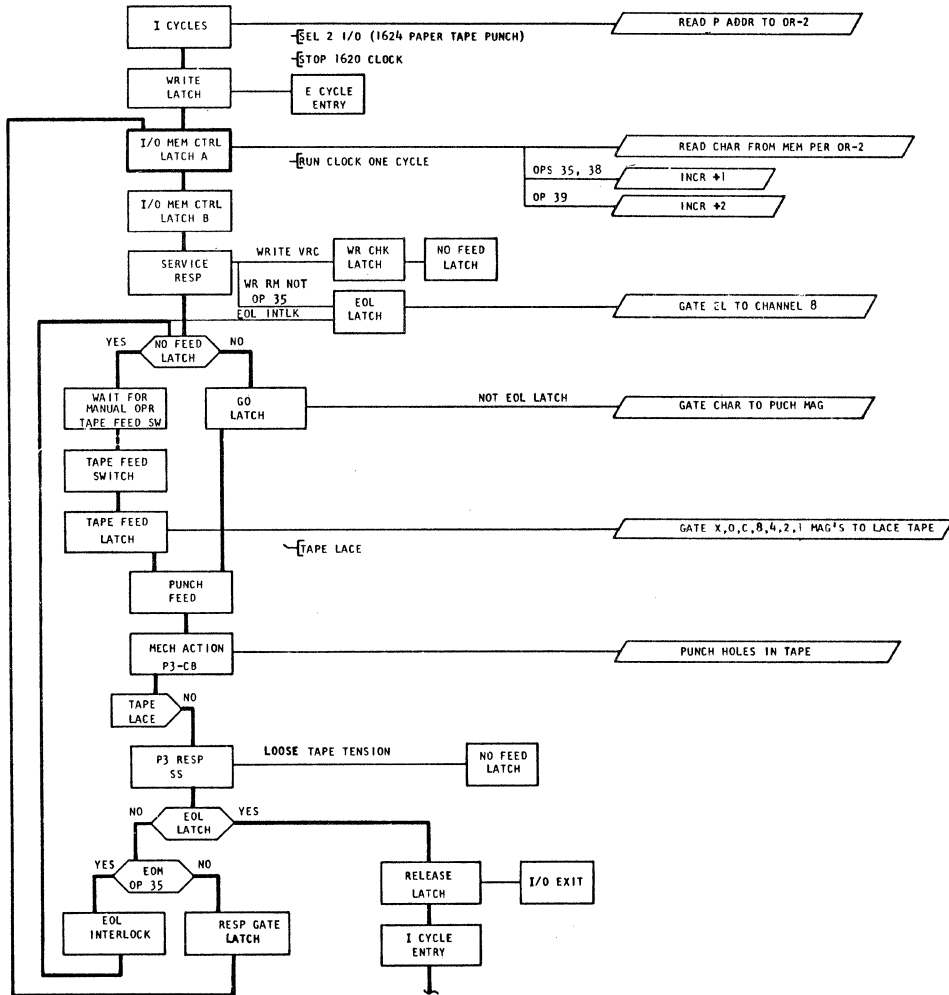 I CYCLES
READ P ADDR TO OR-2
SEL 2 I/O (1624 PAPER TAPE PUNCH)
STOP 1620 CLOCK
WRITE
LATCH
E CYCLE
ENTRY
I/O MEM CTRL
LATCH A
READ CHAR FROM MEM PER OR-2
RUN CLOCK ONE CYCLE
OPS 35, 38
INCR +1
OP 39
INCR +2
I/O MEM CTRL
LATCH B
SERVICE
RESP
WRITE VRC
WR CHK
LATCH
NO FEED
LATCH
WR RM NOT
OP 35
EOL INTLK
EOL
LATCH
GATE EL TO CHANNEL 8
YES
NO FEED
LATCH
NO
WAIT FOR
MANUAL OPR
TAPE FEED SW
GO
LATCH
NOT EOL LATCH
GATE CHAR TO PUCH MAG
TAPE FEED
SWITCH
TAPE FEED
LATCH
GATE X,O,C,8,4,2,1 MAG'S TO LACE TAPE
TAPE LACE
PUNCH
FEED
MECH ACTION
P3-CB
PUNCH HOLES IN TAPE
TAPE
LACE
NO
P3 RESP
SS
LOOSE TAPE TENSION
NO FEED
LATCH
NO
EOL
LATCH
YES
YES
EOM
OP 35
NO
RELEASE
LATCH
I/O EXIT
EOL
INTERLOCK
RESP GATE
LATCH
I CYCLE
ENTRY